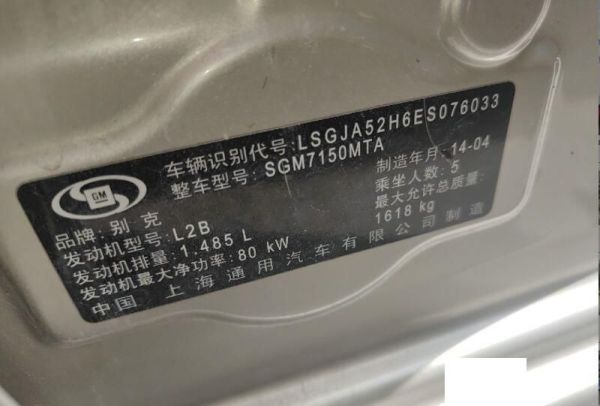 车辆识别代号:LSGJA52H6ES076033
整车型号: SGM7150MTA
制造年月: 14-04
GM
品牌: 别克
乘坐人数: 5
发动机型号: L2B
最大允许总质量:
发动机排量: 1.485 L
1618 kg
发动机最大净功率: 80 kW
中国 上海通用汽车有限公司制造